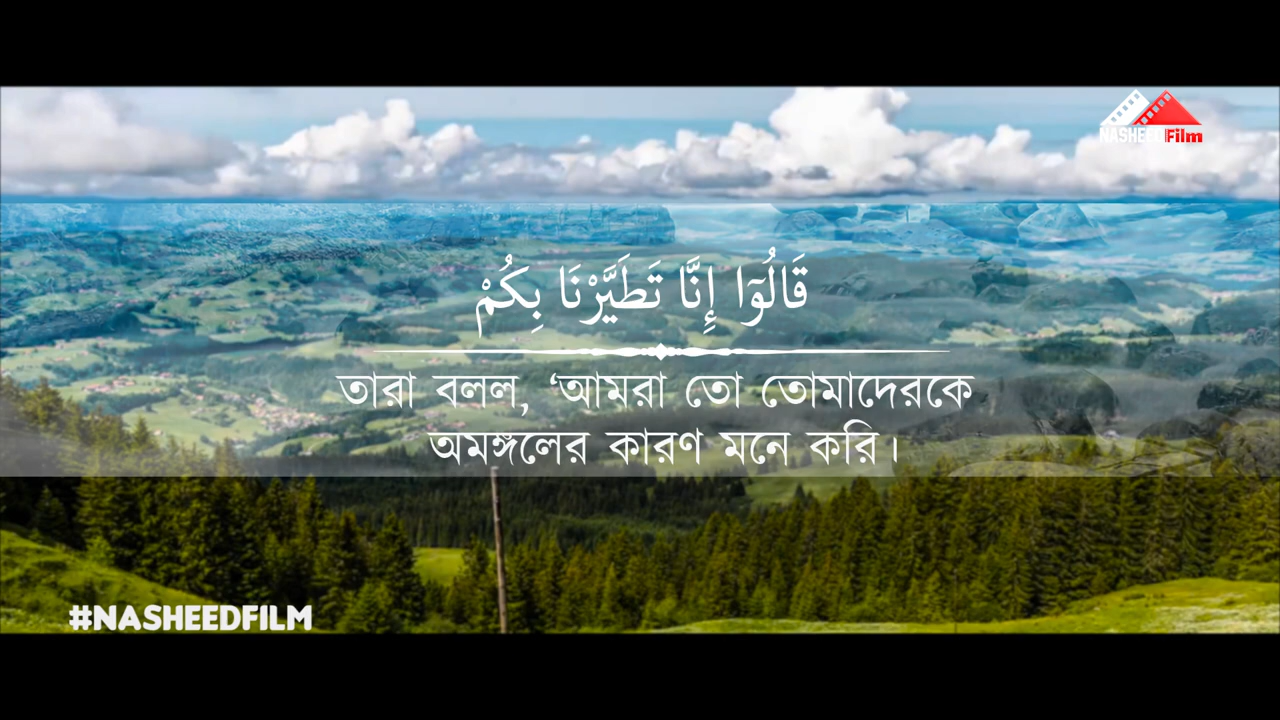 NASHEEDFilm
قَالُوٓا إِنَّا تَطَيَّرْنَا بِكُمْ
তারা বলল, ‘আমরা তো তোমাদেরকে
অমঙ্গলের কারণ মনে করি।
#NASHEEDFILM